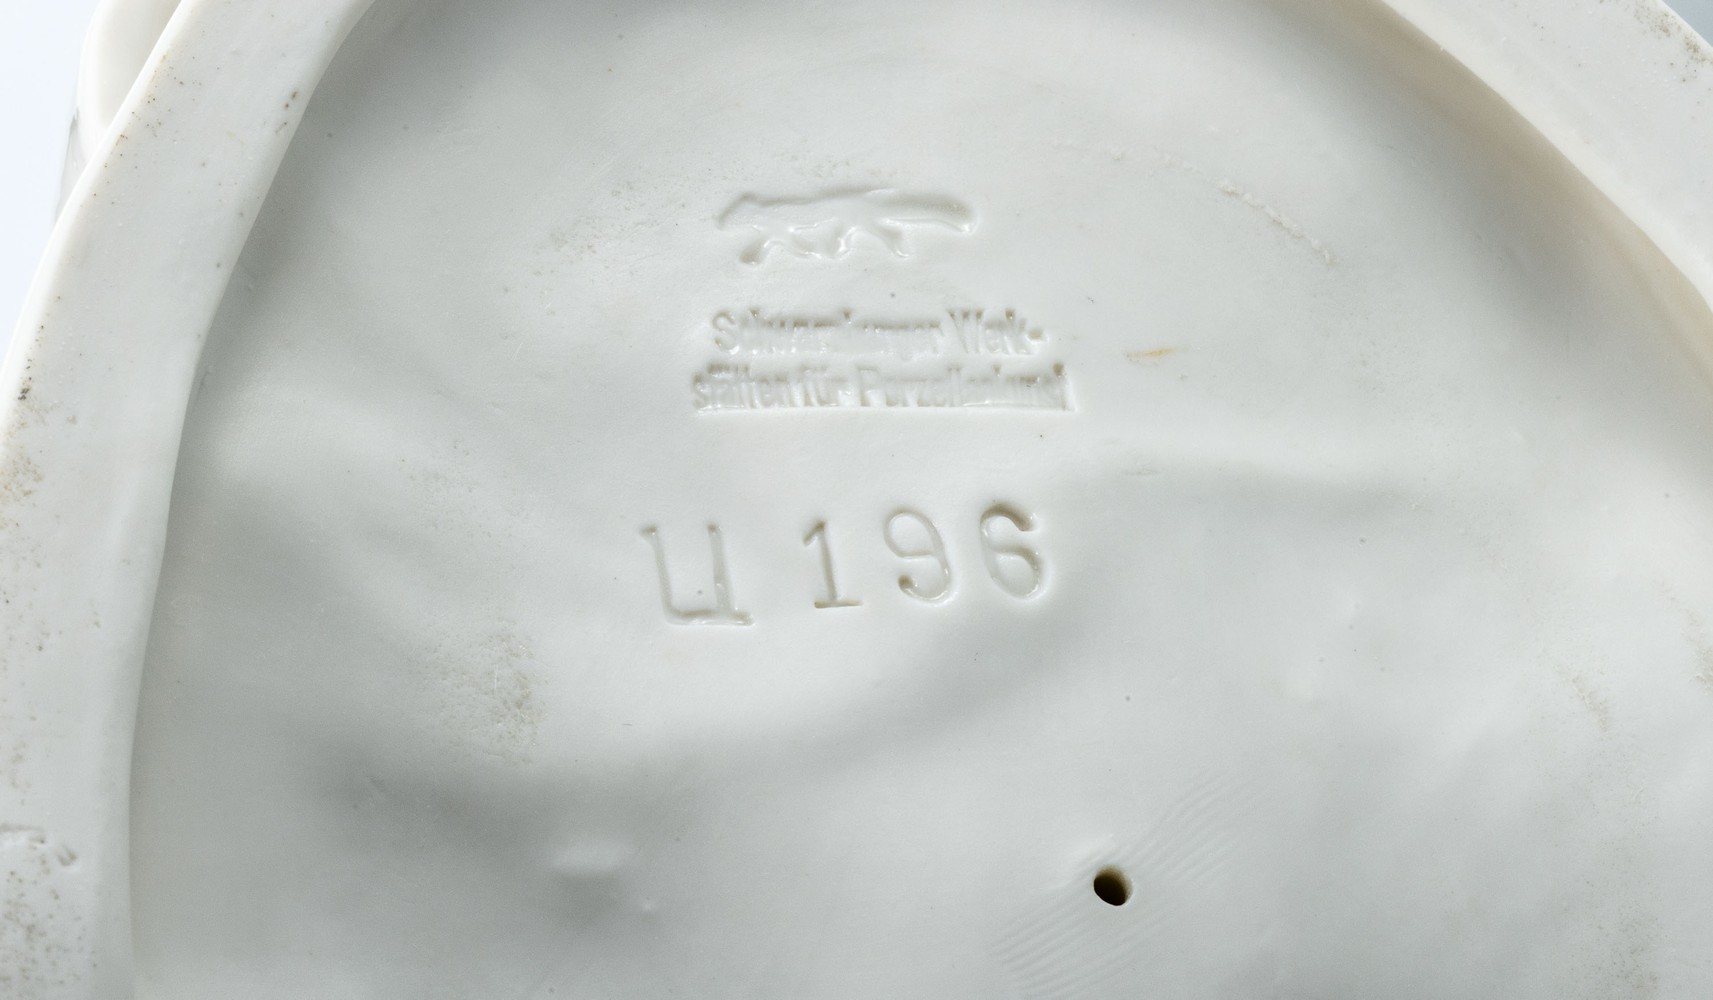 Schwarzburger Werk-
stätten für Porzellankunst
U 196